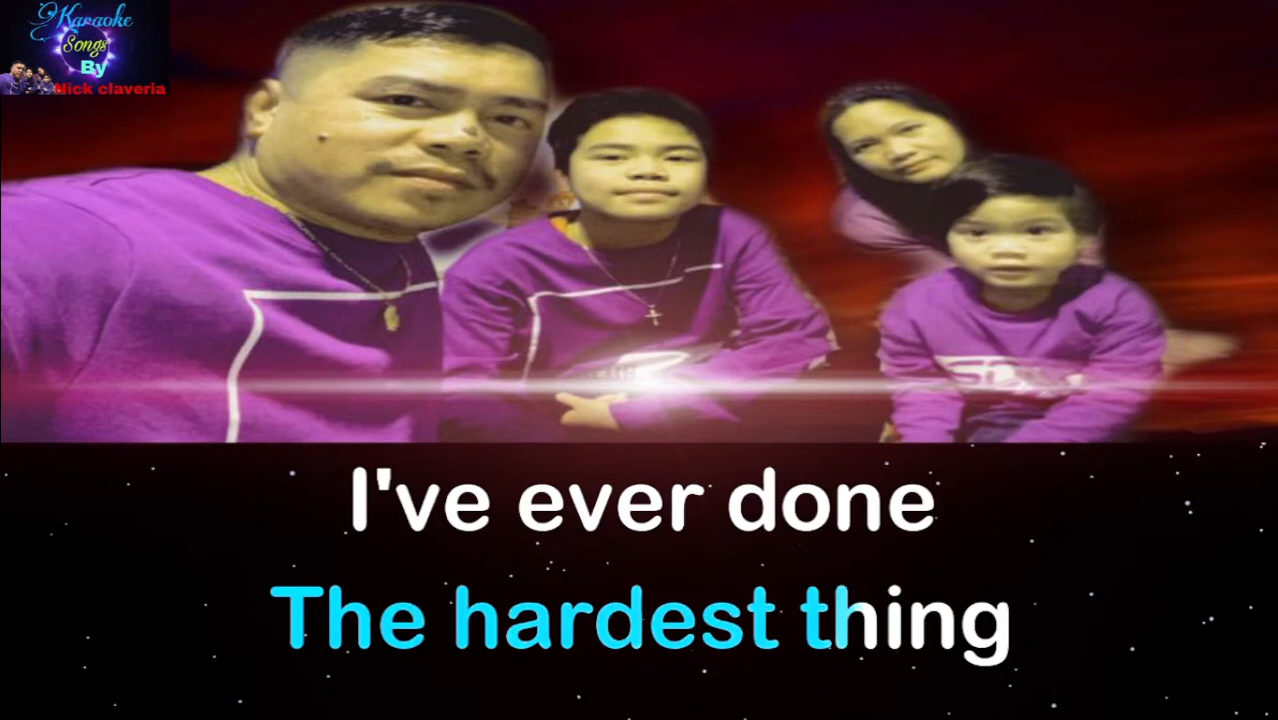 Karaoke
Songs
By
Nick claveria
I've ever done
The hardest thing